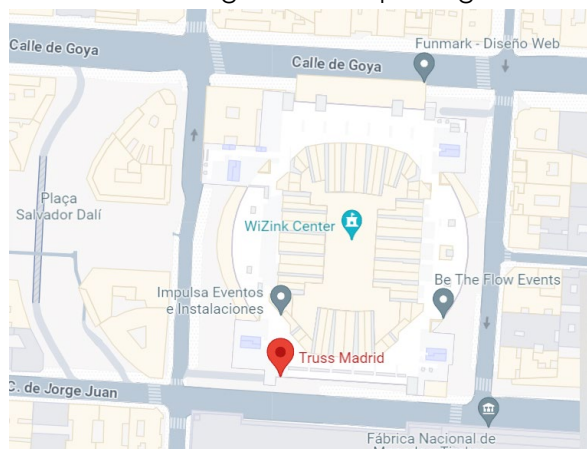 Calle de Goya
Funmark - Diseño Web
Calle de Goya
Plaça
Salvador Dalí
WiZink Center
Impulsa Eventos
e Instalaciones
Be The Flow Events
Truss Madrid
C. de Jorge Juan
Fábrica Nacional de